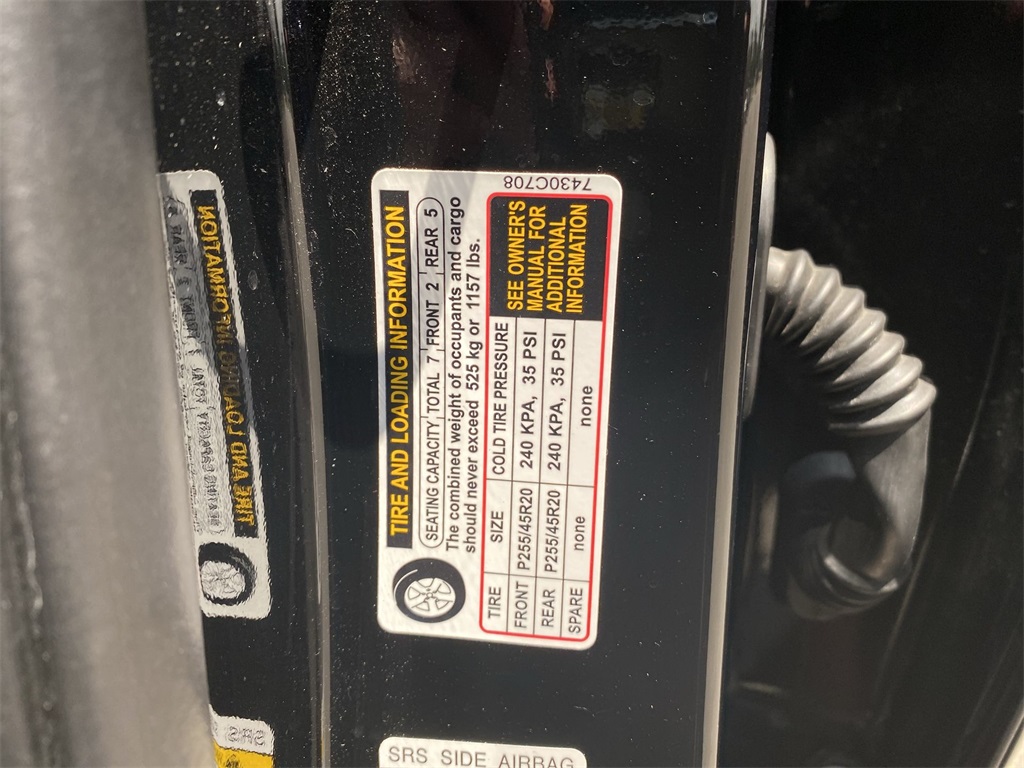 TIRE AND LOADING INFORMATION
SEATING CAPACITY TOTAL 7 FRONT 2 REAR 5
The combined weight of occupants and cargo
should never exceed 525 kg or 1157 lbs.
TIRE SIZE COLD TIRE PRESSURE
FRONT P255/45R20 240 KPA, 35 PSI
REAR P255/45R20 240 KPA, 35 PSI
SPARE none none
SEE OWNER'S
MANUAL FOR
ADDITIONAL
INFORMATION
7430C708
SRS SIDE AIRBAG
TIRE AND LOADING INFORMATION
SRS